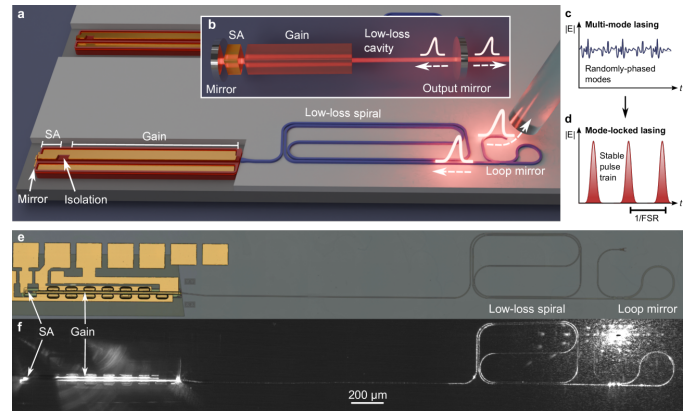 a
SA
Gain
Mirror
Isolation
Low-loss spiral
Loop mirror
b
SA
Gain
Low-loss
cavity
Mirror
Output mirror
c
Multi-mode lasing
|E|
Randomly-phased
modes
t
d
Mode-locked lasing
|E|
Stable
pulse
train
t
1/FSR
e
SA
Gain
Low-loss spiral
Loop mirror
f
200 µm